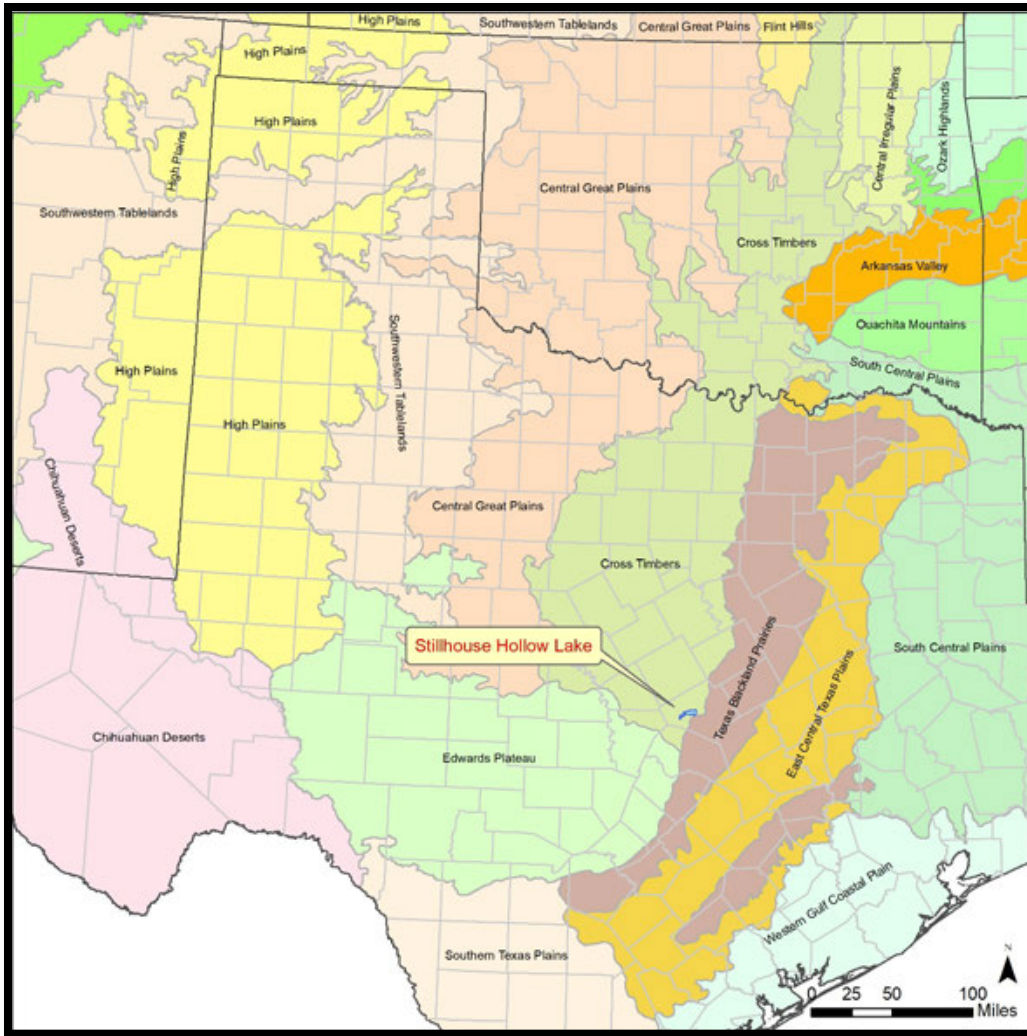 High Plains
Southwestern Tablelands
Central Great Plains
Flint Hills
High Plains
High Plains
High Plains
Central Irregular Plains
Ozark Highlands
Southwestern Tablelands
Central Great Plains
Cross Timbers
Arkansas Valley
Ouachita Mountains
South Central Plains
High Plains
High Plains
Southwestern Tablelands
Chihuahuan Deserts
Central Great Plains
Cross Timbers
Stillhouse Hollow Lake
Texas Blackland Prairies
East Central Texas Plains
South Central Plains
Chihuahuan Deserts
Edwards Plateau
Southern Texas Plains
Western Gulf Coastal Plain
N
0 25 50 100
Miles